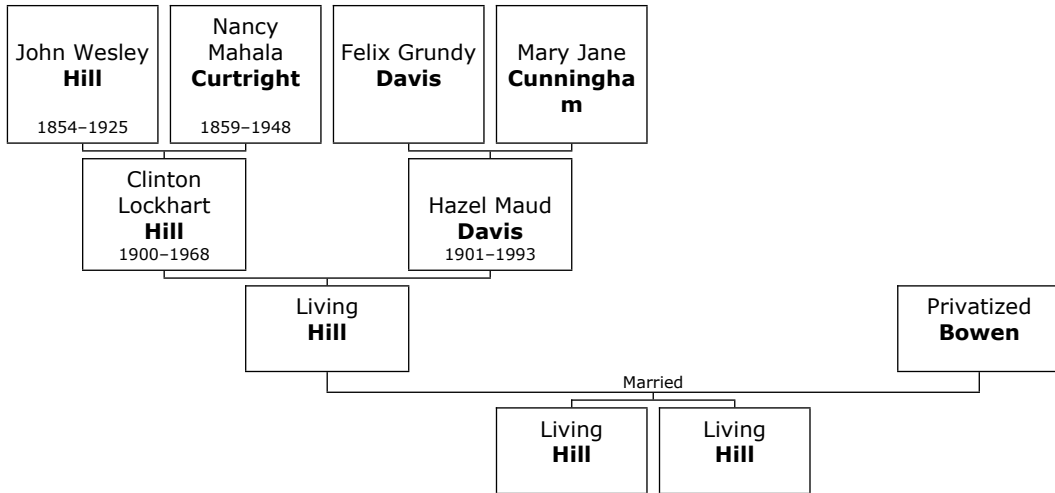 John Wesley
Hill
1854–1925
Nancy
Mahala
Curtright
1859–1948
Felix Grundy
Davis
Mary Jane
Cunningha
m
Clinton
Lockhart
Hill
1900–1968
Hazel Maud
Davis
1901–1993
Living
Hill
Privatized
Bowen
Married
Living
Hill
Living
Hill